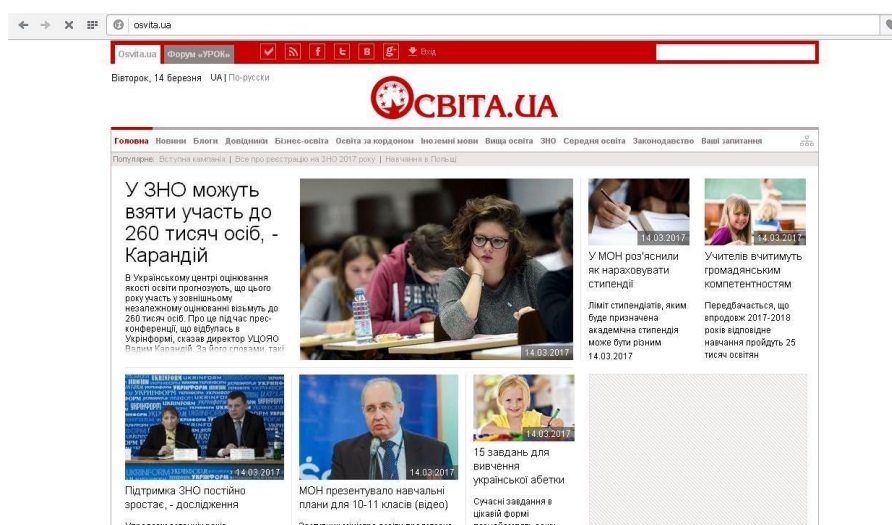 osvita.ua
Osvita.ua Форум «УРОК» Вхід
Вівторок, 14 березня UA | По-русски
ОСВІТА.UA
Головна Новини Блоги Довідники Бізнес-освіта Освіта за кордоном Іноземні мови Вища освіта ЗНО Середня освіта Законодавство Ваші запитання
Популярне: Вступна кампанія | Все про реєстрацію на ЗНО 2017 року | Навчання в Польщі
У ЗНО можуть
взяти участь до
260 тисяч осіб, -
Карандій
В Українському центрі оцінювання
якості освіти прогнозують, що цього
року участь у зовнішньому
незалежному оцінюванні візьмуть до
260 тисяч осіб. Про це під час прес-
конференції, що відбулась в
Укрінформі, сказав директор УЦОЯО
Вадим Карандій. За його словами, такі
14.03.2017
14.03.2017
У МОН роз'яснили
як нараховувати
стипендії
Ліміт стипендіатів, яким
буде призначена
академічна стипендія
може бути різним
14.03.2017
14.03.2017
Учителів вчитимуть
громадянським
компетентностям
Передбачається, що
впродовж 2017-2018
років відповідне
навчання пройдуть 25
тисяч освітян
14.03.2017
Підтримка ЗНО постійно
зростає, - дослідження
14.03.2017
МОН презентувало навчальні
плани для 10-11 класів (відео)
14.03.2017
15 завдань для
вивчення
української абетки
Сучасні завдання в
цікавій формі